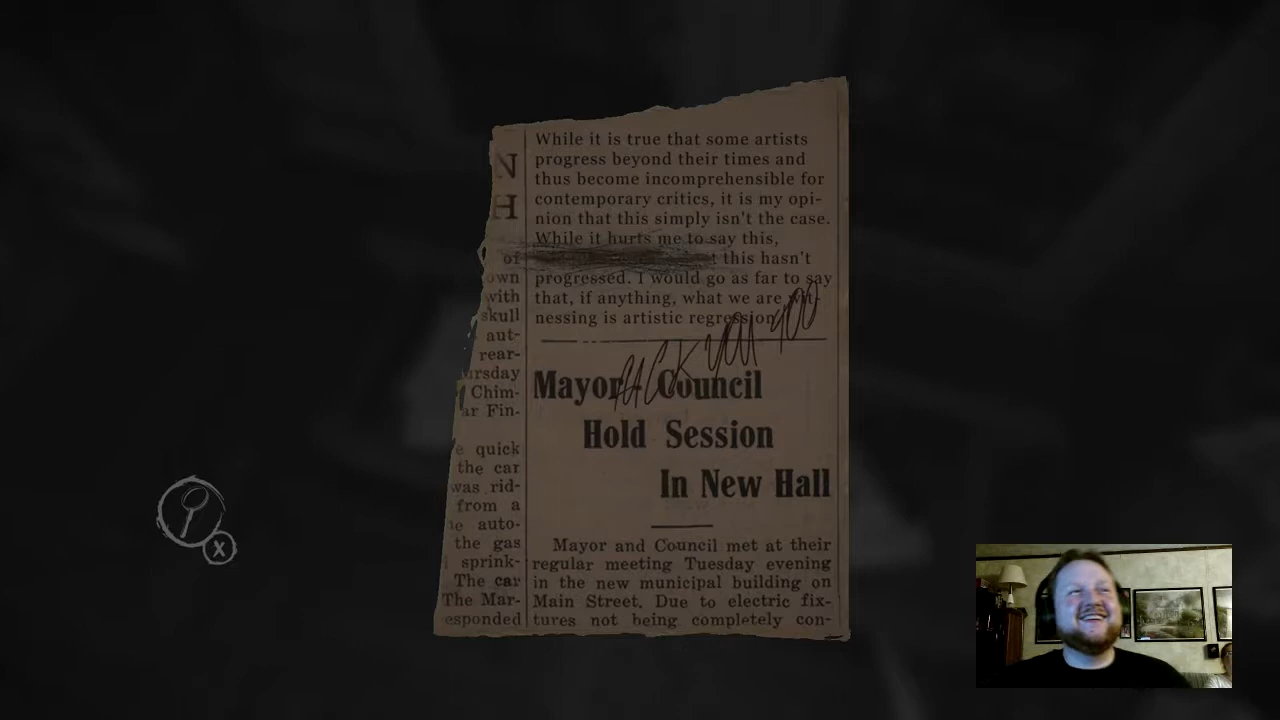 While it is true that some artists
progress beyond their times and
thus become incomprehensible for
contemporary critics, it is my opi-
nion that this simply isn't the case.
While it hurts me to say this,
this hasn't
progressed. I would go as far to say
that, if anything, what we are wit-
nessing is artistic regression.
FUCK YOU TOO
Mayor - Council
Hold Session
In New Hall
Mayor and Council met at their
regular meeting Tuesday evening
in the new municipal building on
Main Street. Due to electric fix-
tures not being completely con-
N
H
of
own
with
skull
aut-
rear-
ursday
Chim-
ar Fin-
e quick
the car
was rid-
from a
auto-
the gas
sprink-
The car
The Mar-
esponded
X